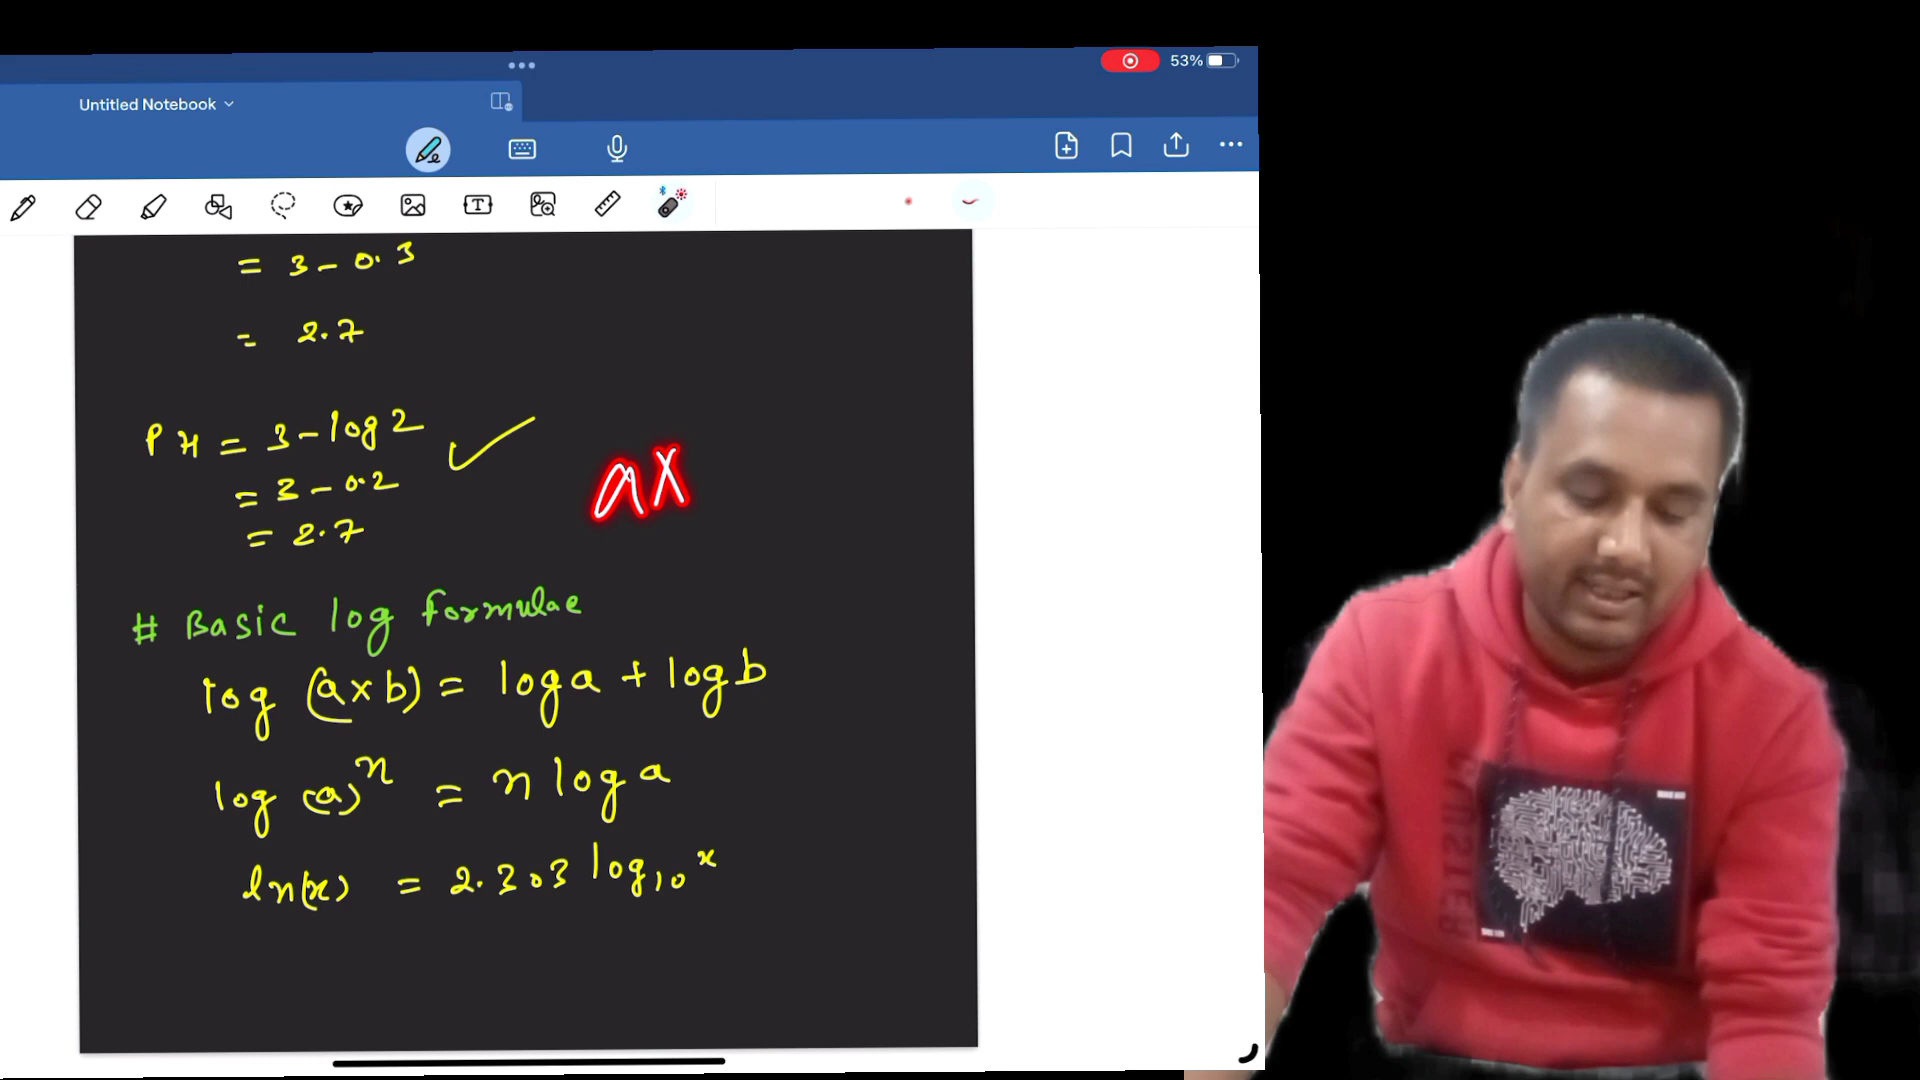 53%
Untitled Notebook
= 3 - 0.3
= 2.7
PH = 3 - log 2
= 3 - 0.2
= 2.7
ax
# Basic log formulae
log (a x b) = log a + log b
log (a)^n = n log a
ln(x) = 2.303 log₁₀ x